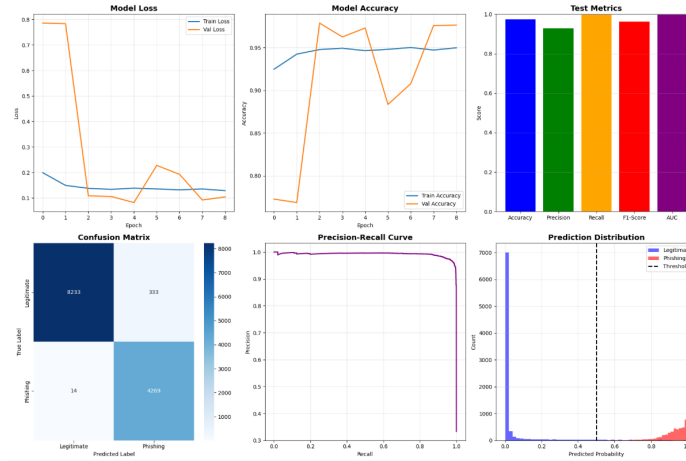 Model Loss
Train Loss
Val Loss
0.8
0.7
0.6
0.5
0.4
0.3
0.2
0.1
Loss
0 1 2 3 4 5 6 7 8
Epoch
Model Accuracy
0.95
0.90
0.85
0.80
Accuracy
Train Accuracy
Val Accuracy
0 1 2 3 4 5 6 7 8
Epoch
Test Metrics
1.0
0.8
0.6
0.4
0.2
0.0
Score
Accuracy Precision Recall F1-Score AUC
Confusion Matrix
Legitimate
Phishing
True Label
8233 333
14 4269
Legitimate Phishing
Predicted Label
8000
7000
6000
5000
4000
3000
2000
1000
Precision-Recall Curve
1.0
0.9
0.8
0.7
0.6
0.5
0.4
0.3
Precision
0.0 0.2 0.4 0.6 0.8 1.0
Recall
Prediction Distribution
Legitima
Phishing
Threshol
7000
6000
5000
4000
3000
2000
1000
0
Count
0.0 0.2 0.4 0.6 0.8
Predicted Probability